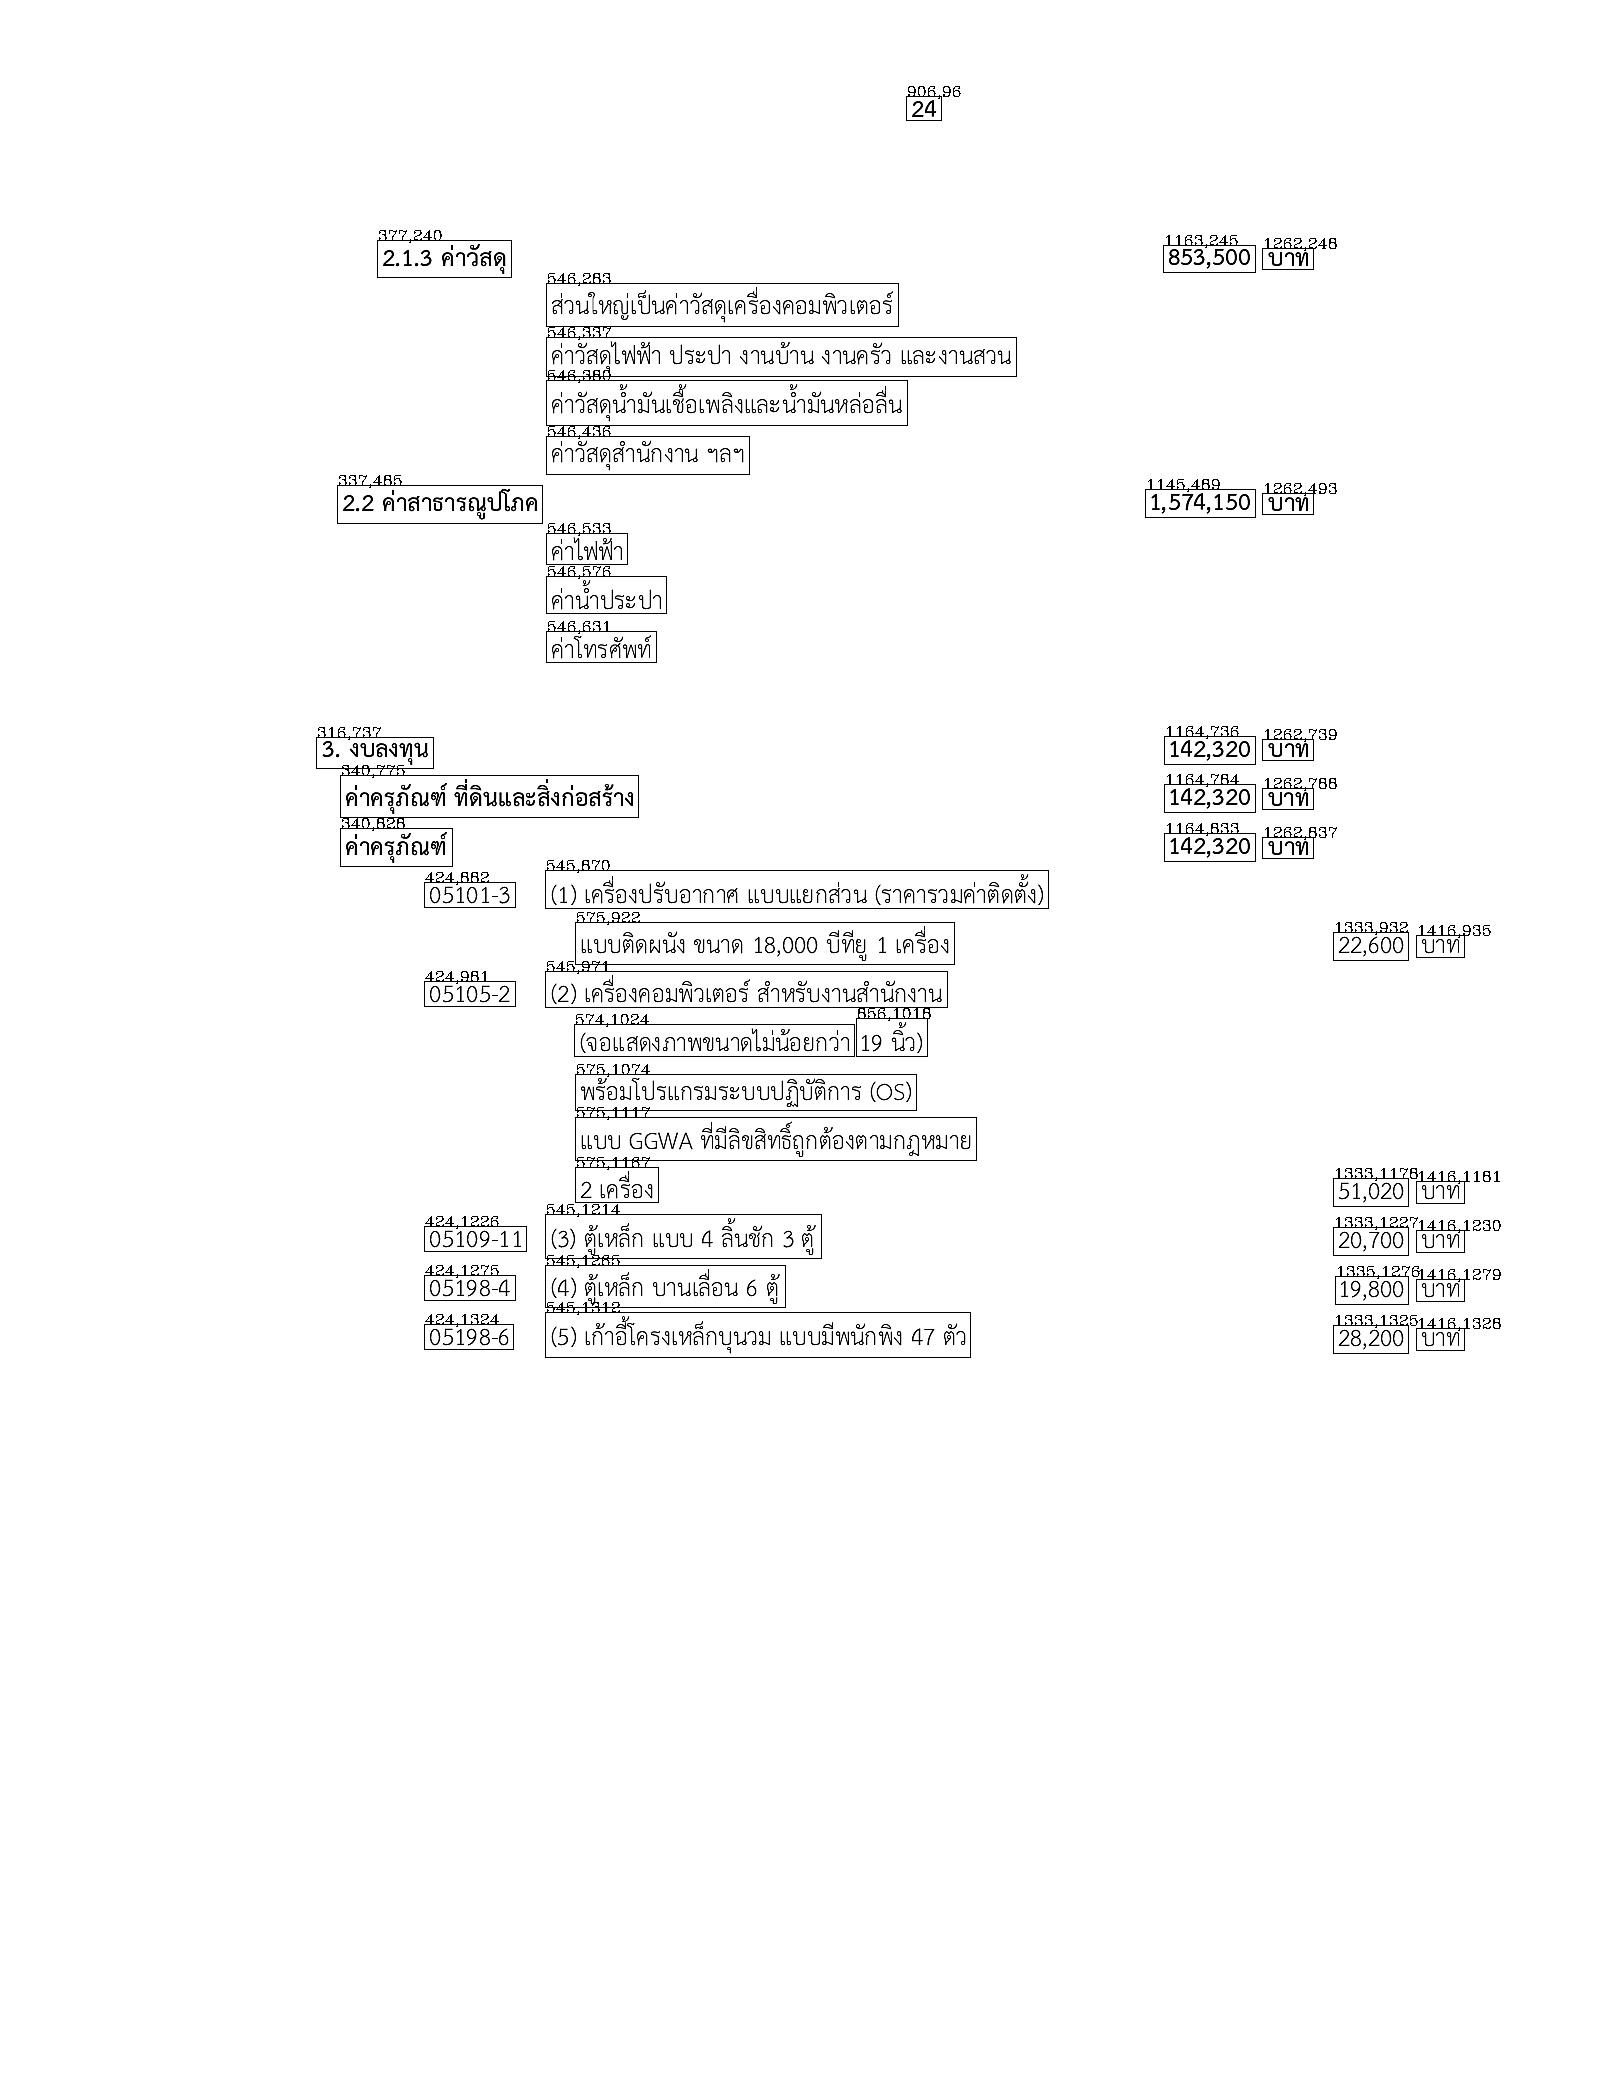 906,96
24
377,240 1163,245 1262,248
2.1.3 ค่าวัสดุ 853,500 บาท
546,283
ส่วนใหญ่เป็นค่าวัสดุเครื่องคอมพิวเตอร์
546,337
ค่าวัสดุไฟฟ้า ประปา งานบ้าน งานครัว และงานสวน
546,380
ค่าวัสดุน้ำมันเชื้อเพลิงและน้ำมันหล่อลื่น
546,436
ค่าวัสดุสำนักงาน ฯลฯ
337,485 1145,489 1262,493
2.2 ค่าสาธารณูปโภค 1,574,150 บาท
546,533
ค่าไฟฟ้า
546,576
ค่าน้ำประปา
546,631
ค่าโทรศัพท์
316,737 1164,736 1262,739
3. งบลงทุน 142,320 บาท
340,775 1164,784 1262,788
ค่าครุภัณฑ์ ที่ดินและสิ่งก่อสร้าง 142,320 บาท
340,828 1164,833 1262,837
ค่าครุภัณฑ์ 142,320 บาท
424,882 545,870
05101-3 (1) เครื่องปรับอากาศ แบบแยกส่วน (ราคารวมค่าติดตั้ง)
575,922 1333,932 1416,935
แบบติดผนัง ขนาด 18,000 บีทียู 1 เครื่อง 22,600 บาท
424,981 545,971
05105-2 (2) เครื่องคอมพิวเตอร์ สำหรับงานสำนักงาน
574,1024 856,1018
(จอแสดงภาพขนาดไม่น้อยกว่า 19 นิ้ว)
575,1074
พร้อมโปรแกรมระบบปฏิบัติการ (OS)
575,1117
แบบ GGWA ที่มีลิขสิทธิ์ถูกต้องตามกฎหมาย
575,1167 1333,1178 1416,1181
2 เครื่อง 51,020 บาท
424,1226 545,1214 1333,1227 1416,1230
05109-11 (3) ตู้เหล็ก แบบ 4 ลิ้นชัก 3 ตู้ 20,700 บาท
424,1275 545,1265 1335,1276 1416,1279
05198-4 (4) ตู้เหล็ก บานเลื่อน 6 ตู้ 19,800 บาท
424,1324 545,1312 1333,1325 1416,1328
05198-6 (5) เก้าอี้โครงเหล็กบุนวม แบบมีพนักพิง 47 ตัว 28,200 บาท